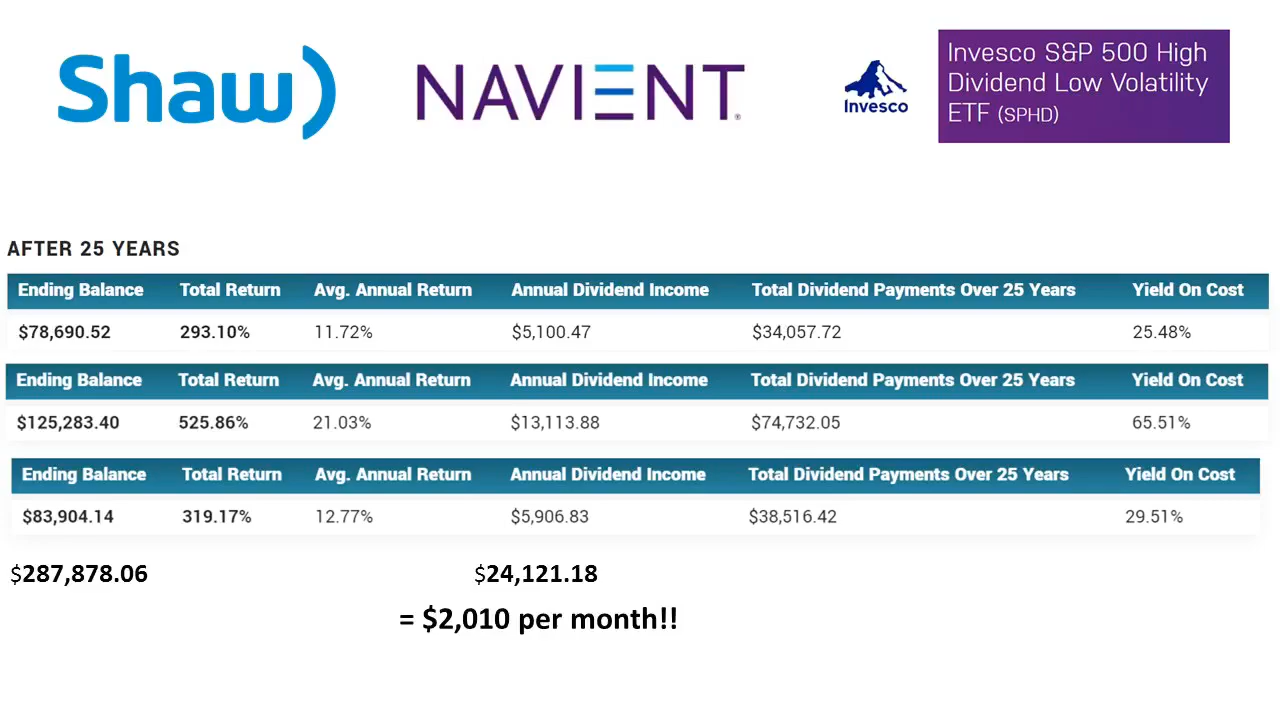 Shaw)
NAVIENT
Invesco
Invesco S&P 500 High
Dividend Low Volatility
ETF (SPHD)
AFTER 25 YEARS
Ending Balance Total Return Avg. Annual Return Annual Dividend Income Total Dividend Payments Over 25 Years Yield On Cost
$78,690.52 293.10% 11.72% $5,100.47 $34,057.72 25.48%
Ending Balance Total Return Avg. Annual Return Annual Dividend Income Total Dividend Payments Over 25 Years Yield On Cost
$125,283.40 525.86% 21.03% $13,113.88 $74,732.05 65.51%
Ending Balance Total Return Avg. Annual Return Annual Dividend Income Total Dividend Payments Over 25 Years Yield On Cost
$83,904.14 319.17% 12.77% $5,906.83 $38,516.42 29.51%
$287,878.06 $24,121.18
= $2,010 per month!!